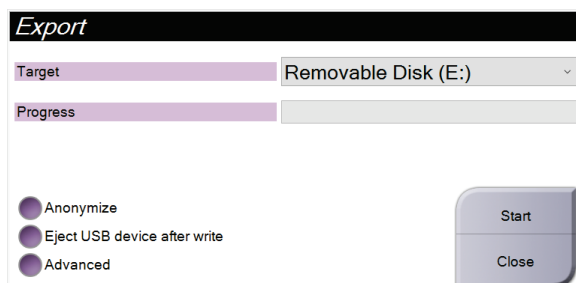 Export
Target
Removable Disk (E:)
Progress
Anonymize
Eject USB device after write
Advanced
Start
Close